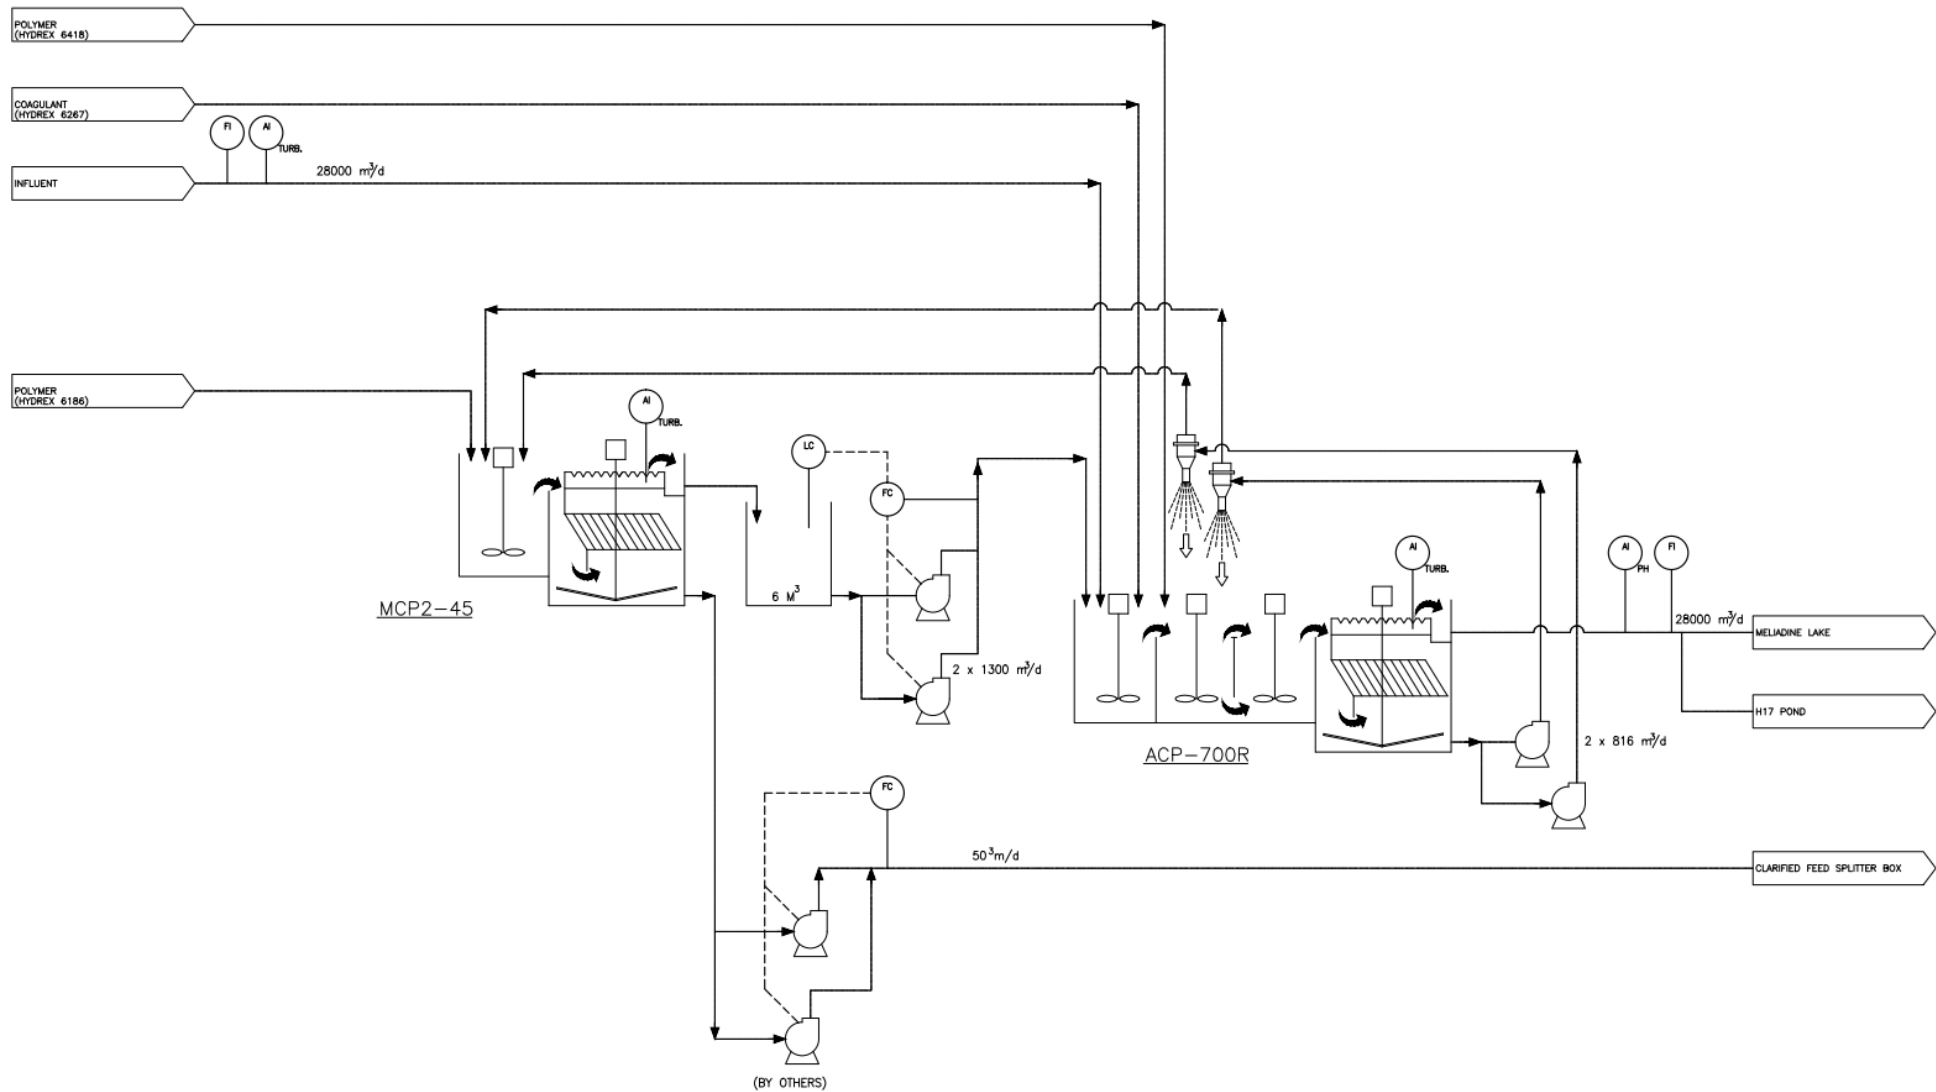 POLYMER
(HYDREX 6418)
COAGULANT
(HYDREX 6267)
FI
AI
TURB.
INFLUENT
28000 m³/d
POLYMER
(HYDREX 6186)
AI
TURB.
LC
FC
MCP2-45
6 M³
2 x 1300 m³/d
AI
TURB.
AI
PH
FI
28000 m³/d
MELIADINE LAKE
H17 POND
ACP-700R
2 x 816 m³/d
FC
50³m/d
CLARIFIED FEED SPLITTER BOX
(BY OTHERS)